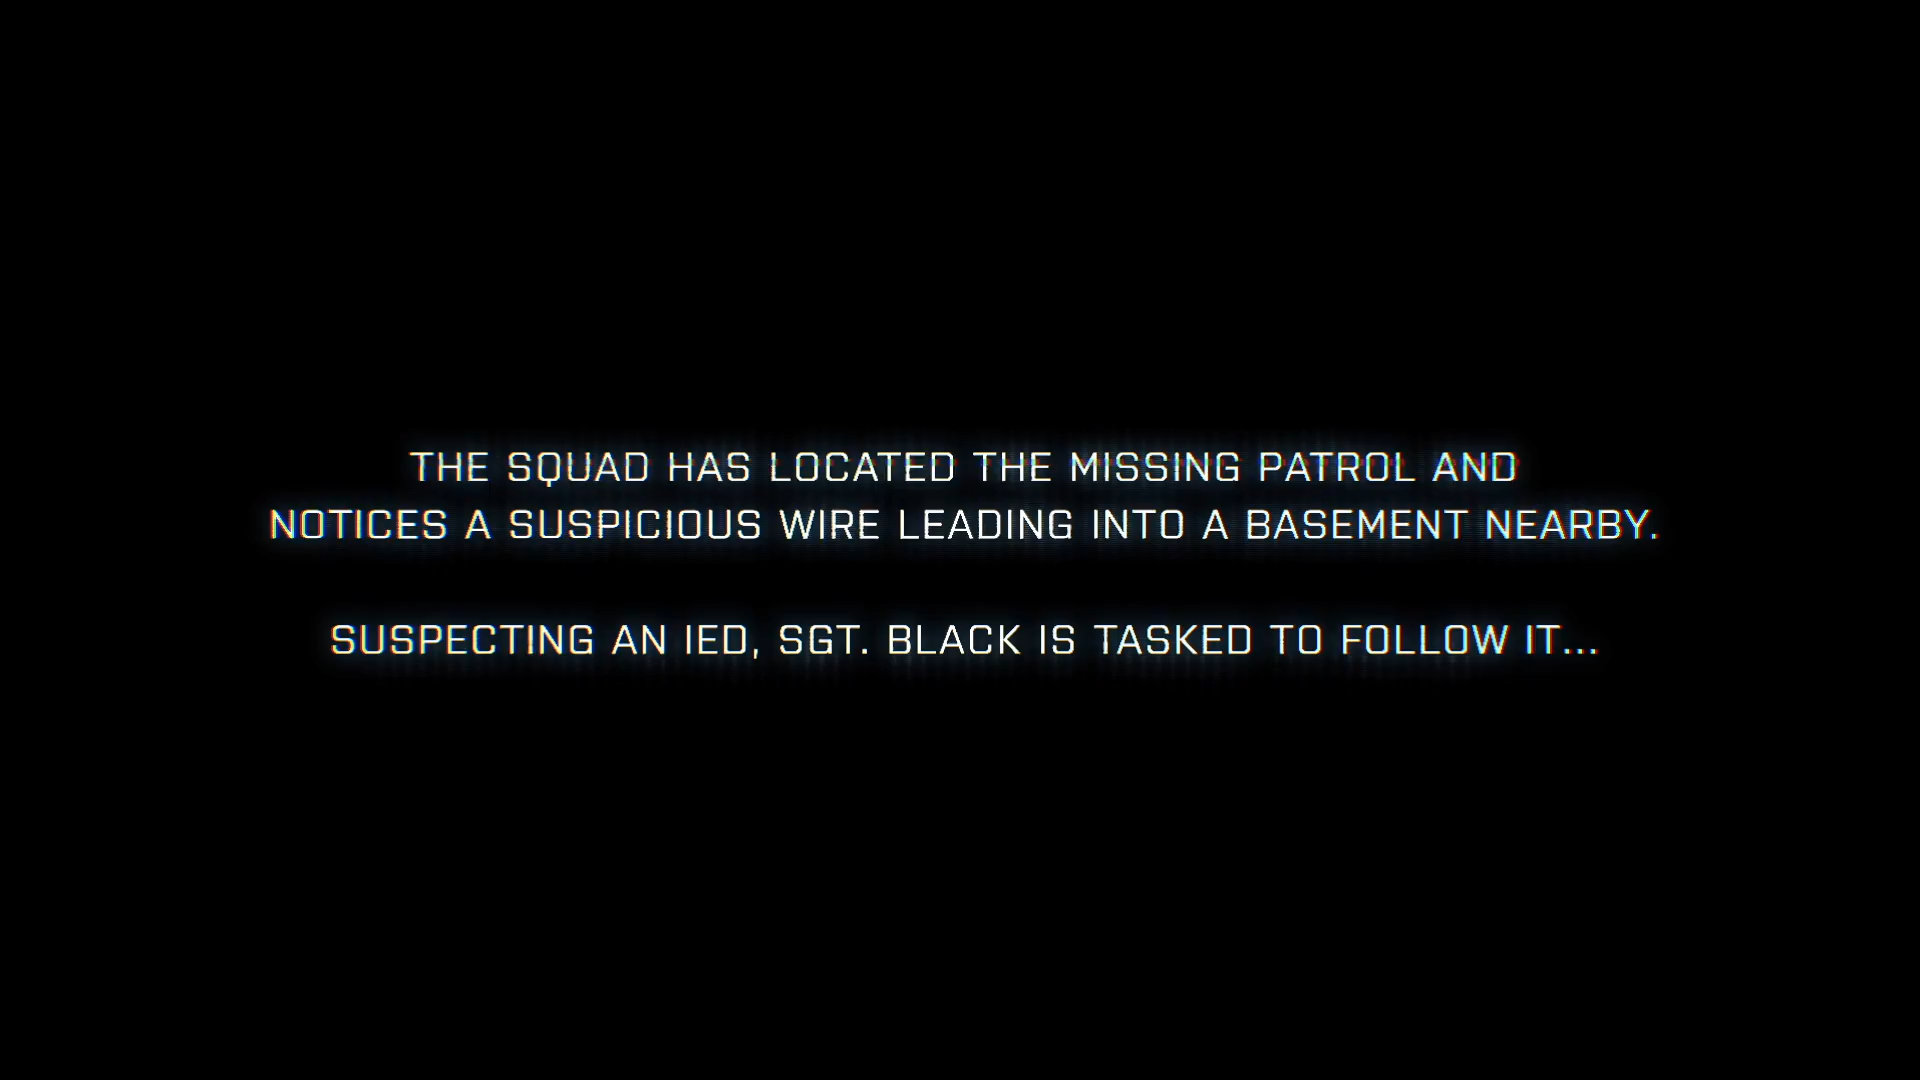 THE SQUAD HAS LOCATED THE MISSING PATROL AND
NOTICES A SUSPICIOUS WIRE LEADING INTO A BASEMENT NEARBY.
SUSPECTING AN IED, SGT. BLACK IS TASKED TO FOLLOW IT...